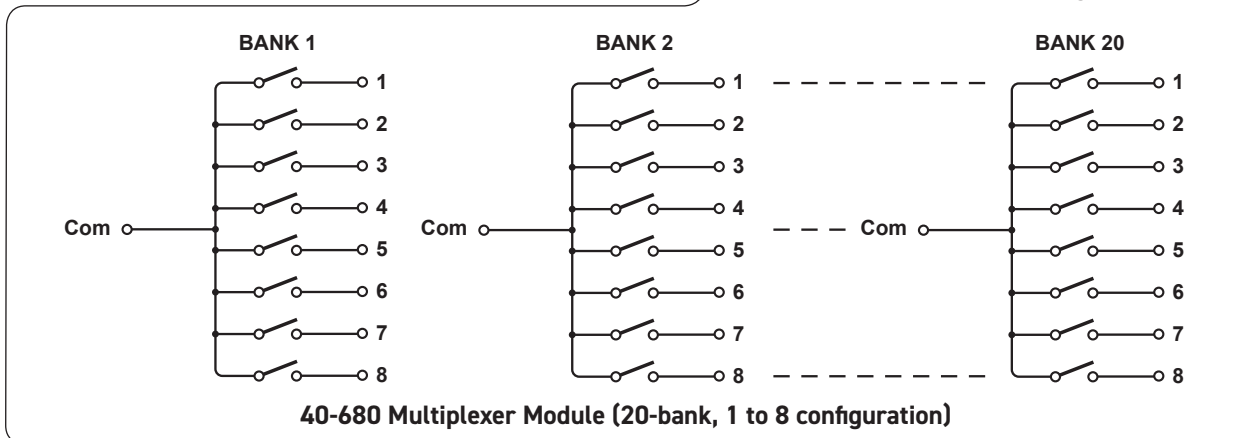 BANK 1 BANK 2 BANK 20
1 1 1
2 2 2
3 3 3
4 4 4
Com Com Com
5 5 5
6 6 6
7 7 7
8 8 8
40-680 Multiplexer Module (20-bank, 1 to 8 configuration)